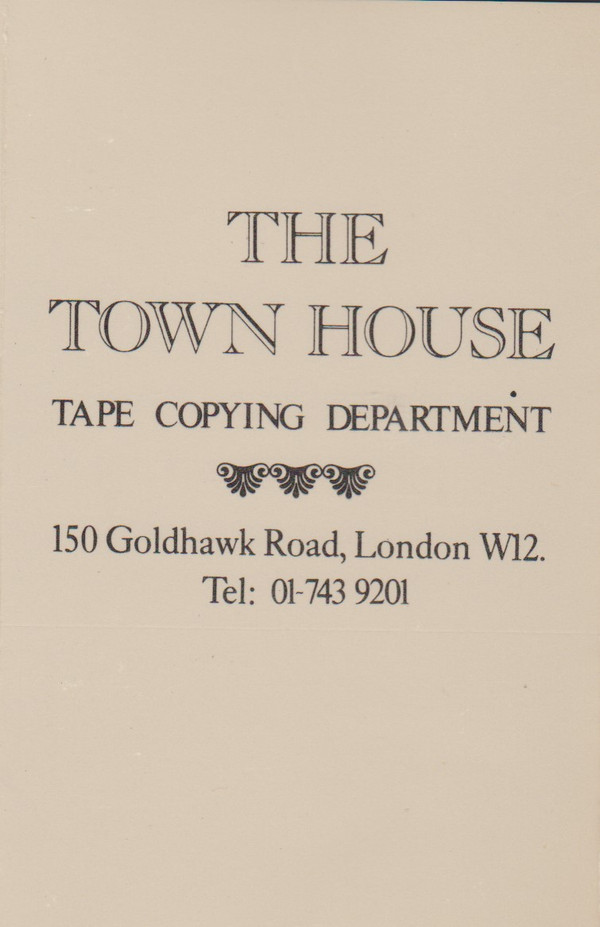 THE
TOWN HOUSE
TAPE COPYING DEPARTMENT
150 Goldhawk Road, London W12.
Tel: 01-743 9201